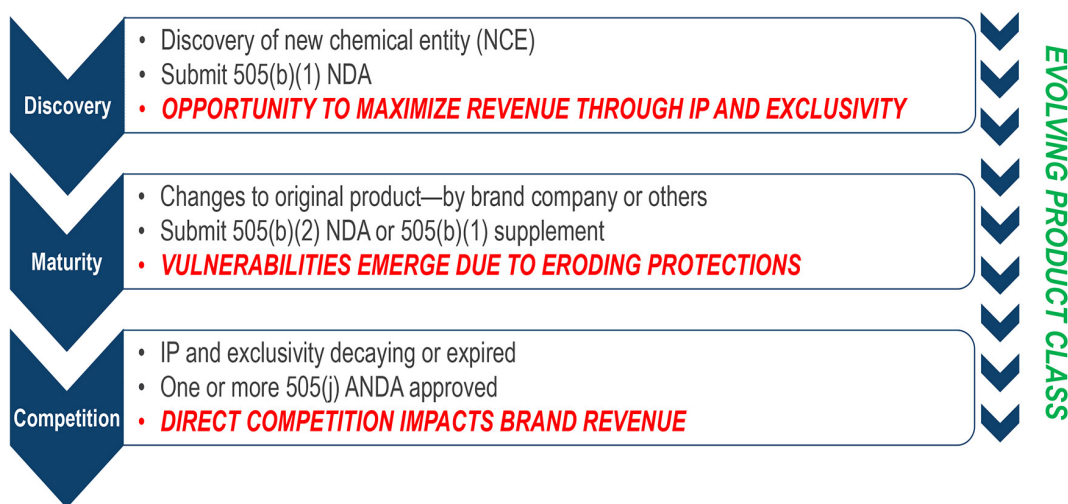 Discovery
• Discovery of new chemical entity (NCE)
• Submit 505(b)(1) NDA
• OPPORTUNITY TO MAXIMIZE REVENUE THROUGH IP AND EXCLUSIVITY
Maturity
• Changes to original product—by brand company or others
• Submit 505(b)(2) NDA or 505(b)(1) supplement
• VULNERABILITIES EMERGE DUE TO ERODING PROTECTIONS
Competition
• IP and exclusivity decaying or expired
• One or more 505(j) ANDA approved
• DIRECT COMPETITION IMPACTS BRAND REVENUE
EVOLVING PRODUCT CLASS